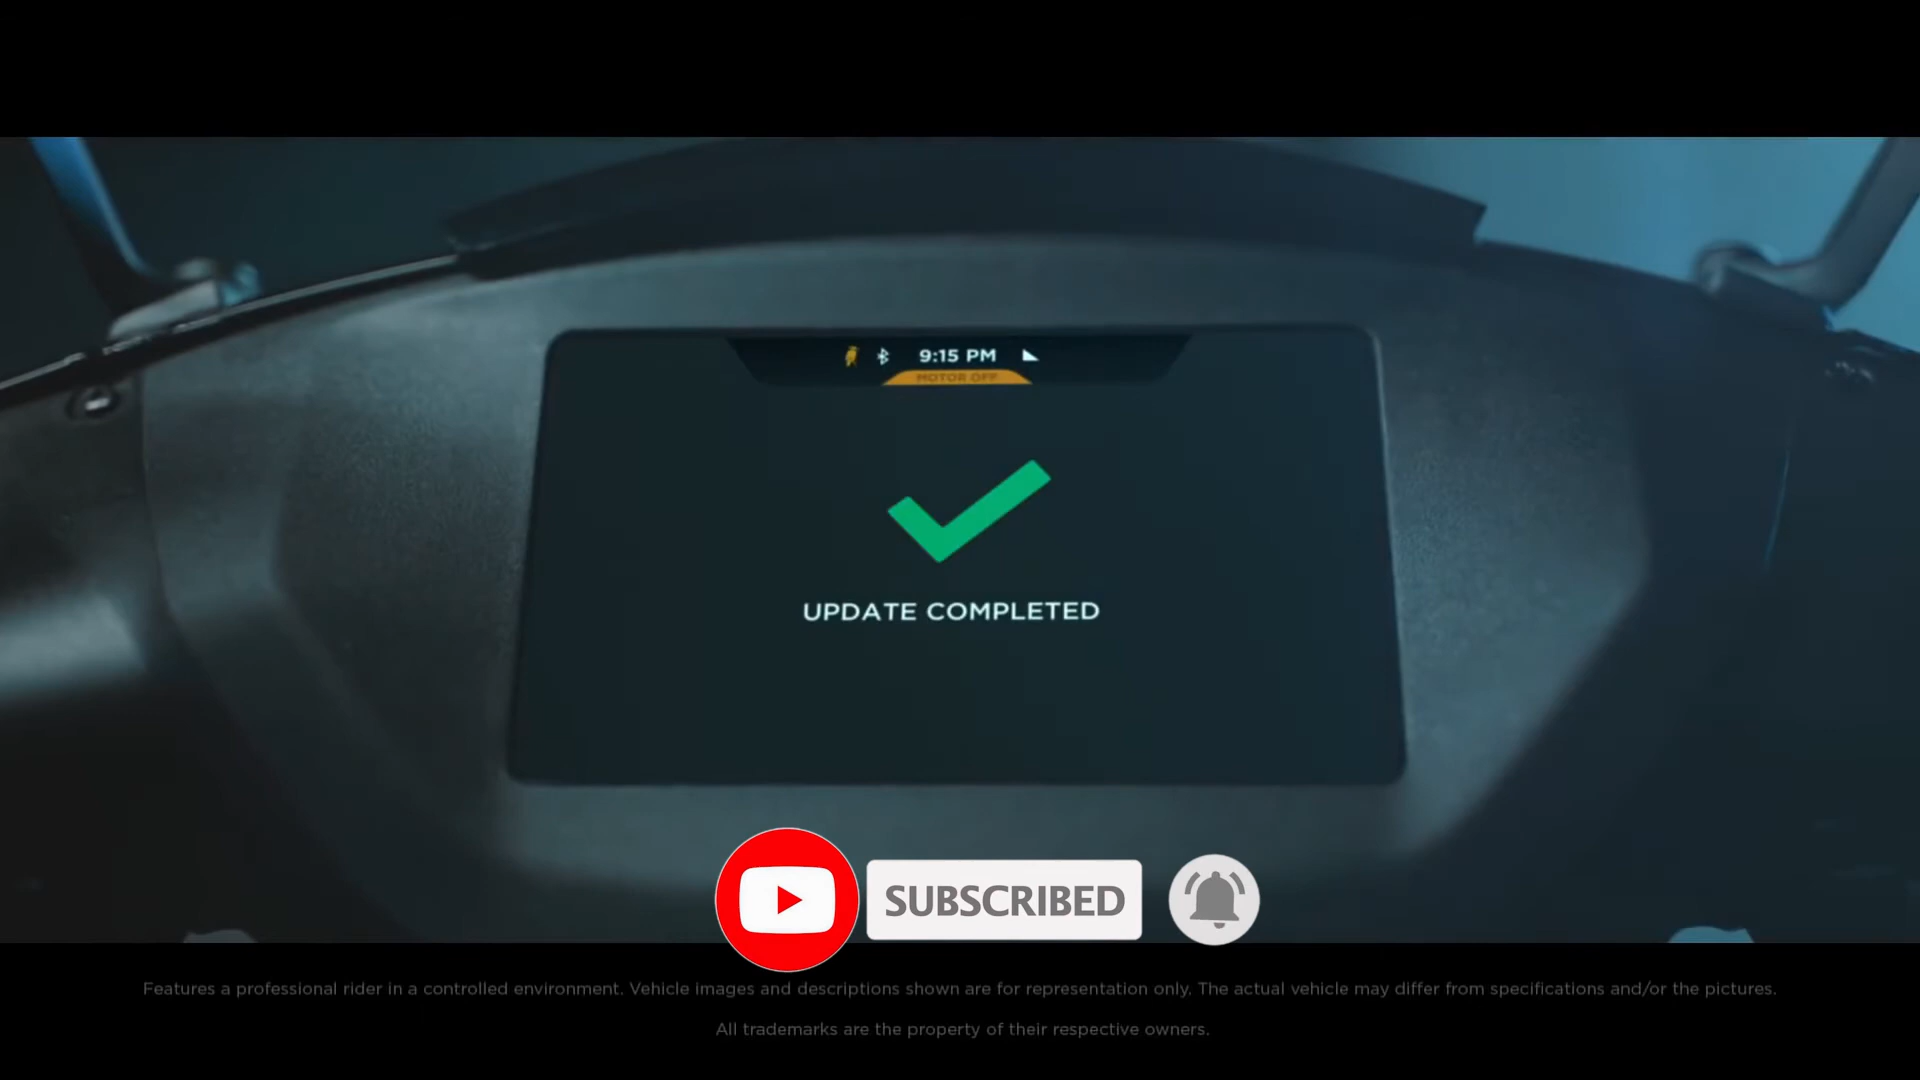 9:15 PM
MOTOR OFF
UPDATE COMPLETED
SUBSCRIBED
Features a professional rider in a controlled environment. Vehicle images and descriptions shown are for representation only. The actual vehicle may differ from specifications and/or the pictures.
All trademarks are the property of their respective owners.